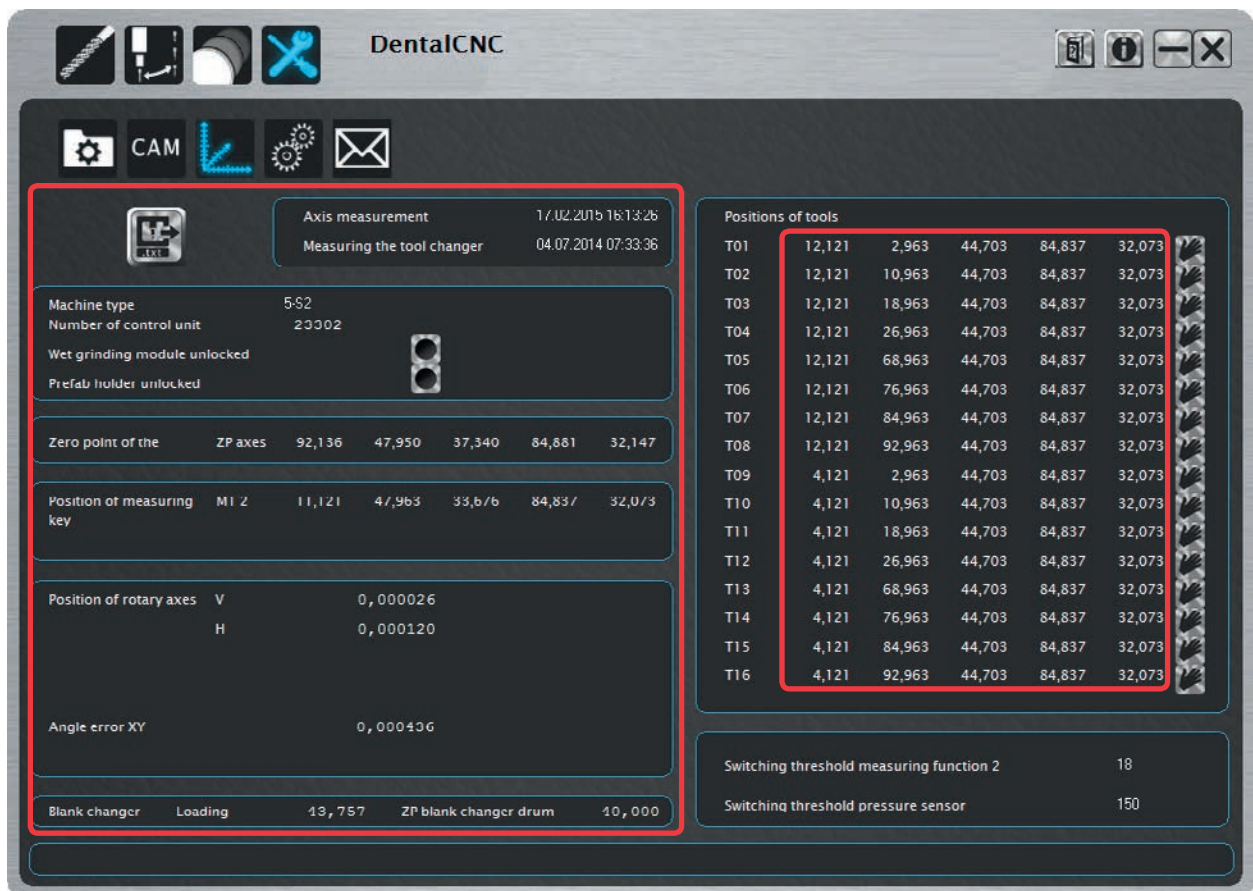 DentalCNC
CAM
.txt
Axis measurement 17.02.2015 16:13:26
Measuring the tool changer 04.07.2014 07:33:36
Machine type 5-S2
Number of control unit 23302
Wet grinding module unlocked
Prefab holder unlocked
Zero point of the ZP axes 92,136 47,950 37,340 84,881 32,147
Position of measuring MT 2 11,121 47,963 33,676 84,837 32,073
key
Position of rotary axes V 0,000026
H 0,000120
Angle error XY 0,000436
Blank changer Loading 43,757 ZP blank changer drum 40,000
Positions of tools
T01 12,121 2,963 44,703 84,837 32,073
T02 12,121 10,963 44,703 84,837 32,073
T03 12,121 18,963 44,703 84,837 32,073
T04 12,121 26,963 44,703 84,837 32,073
T05 12,121 68,963 44,703 84,837 32,073
T06 12,121 76,963 44,703 84,837 32,073
T07 12,121 84,963 44,703 84,837 32,073
T08 12,121 92,963 44,703 84,837 32,073
T09 4,121 2,963 44,703 84,837 32,073
T10 4,121 10,963 44,703 84,837 32,073
T11 4,121 18,963 44,703 84,837 32,073
T12 4,121 26,963 44,703 84,837 32,073
T13 4,121 68,963 44,703 84,837 32,073
T14 4,121 76,963 44,703 84,837 32,073
T15 4,121 84,963 44,703 84,837 32,073
T16 4,121 92,963 44,703 84,837 32,073
Switching threshold measuring function 2 18
Switching threshold pressure sensor 150